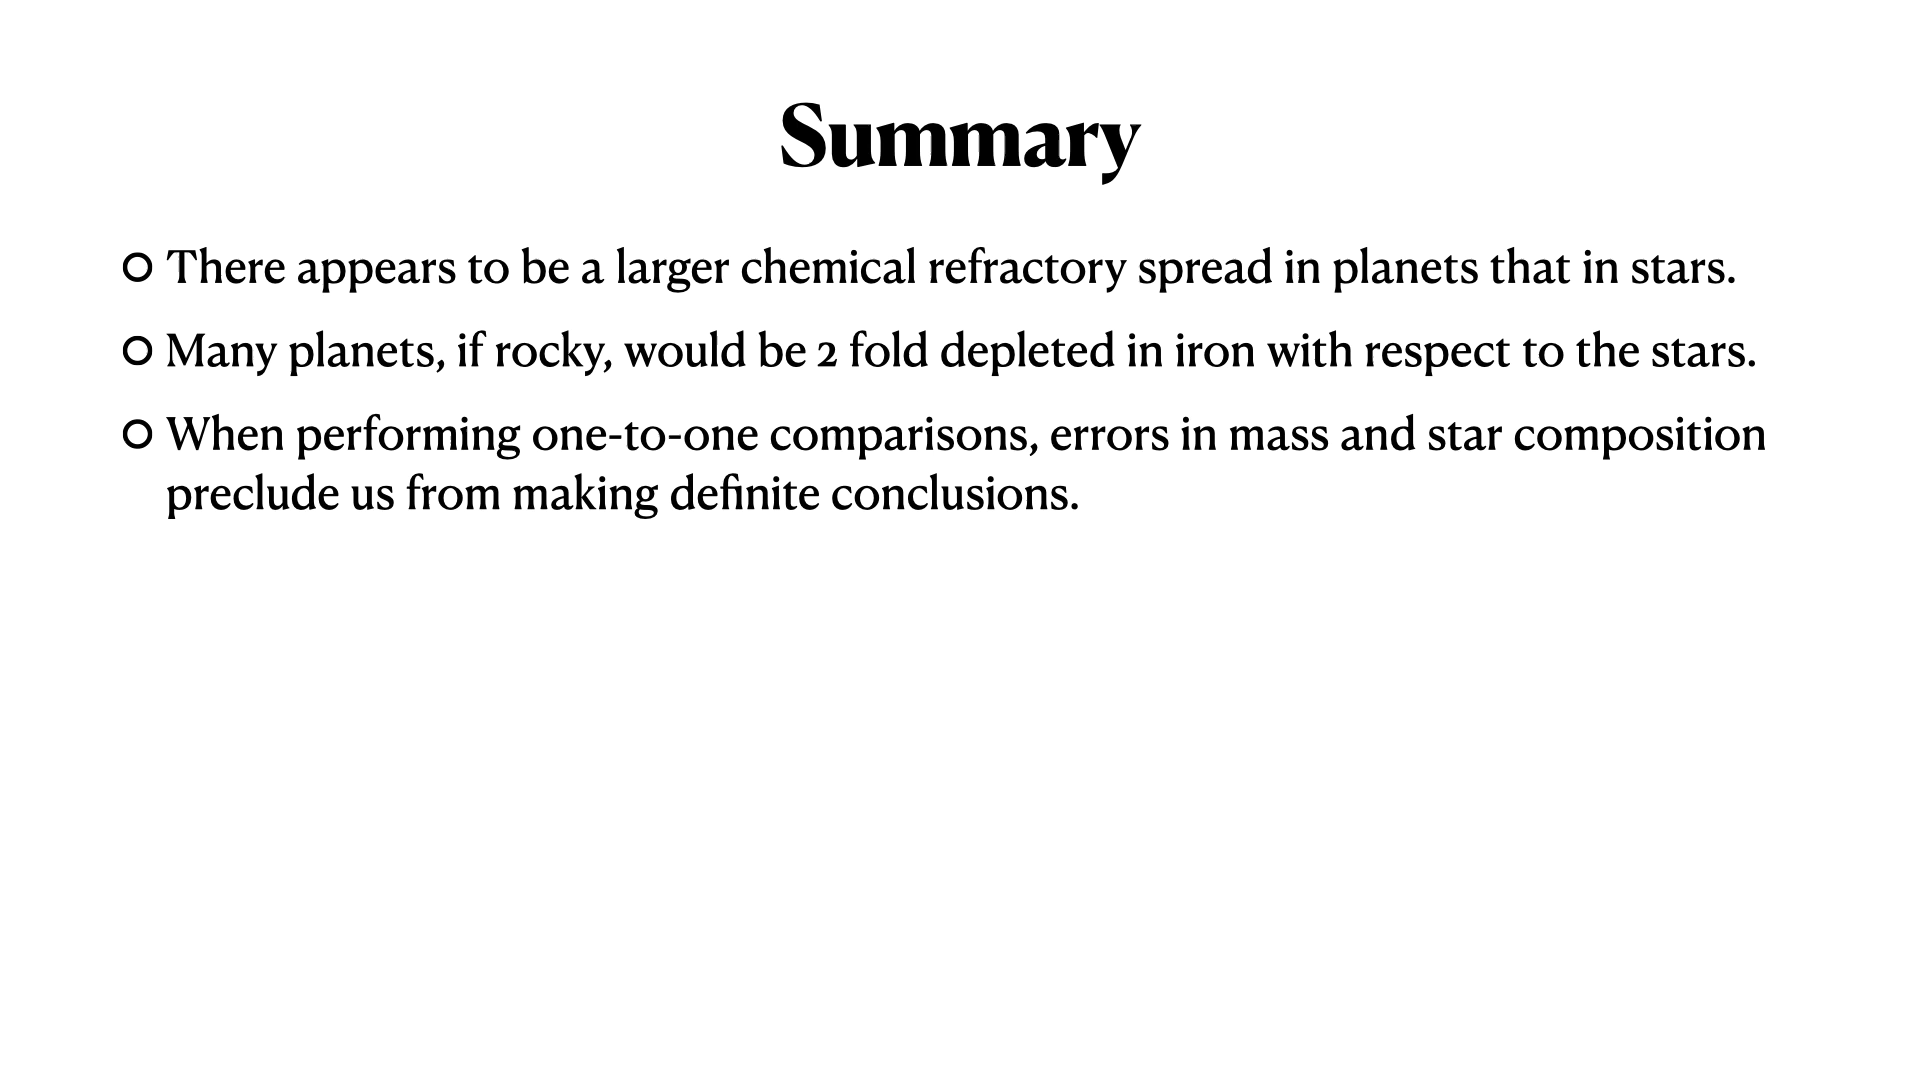 Summary
There appears to be a larger chemical refractory spread in planets that in stars.
Many planets, if rocky, would be 2 fold depleted in iron with respect to the stars.
When performing one-to-one comparisons, errors in mass and star composition
preclude us from making definite conclusions.